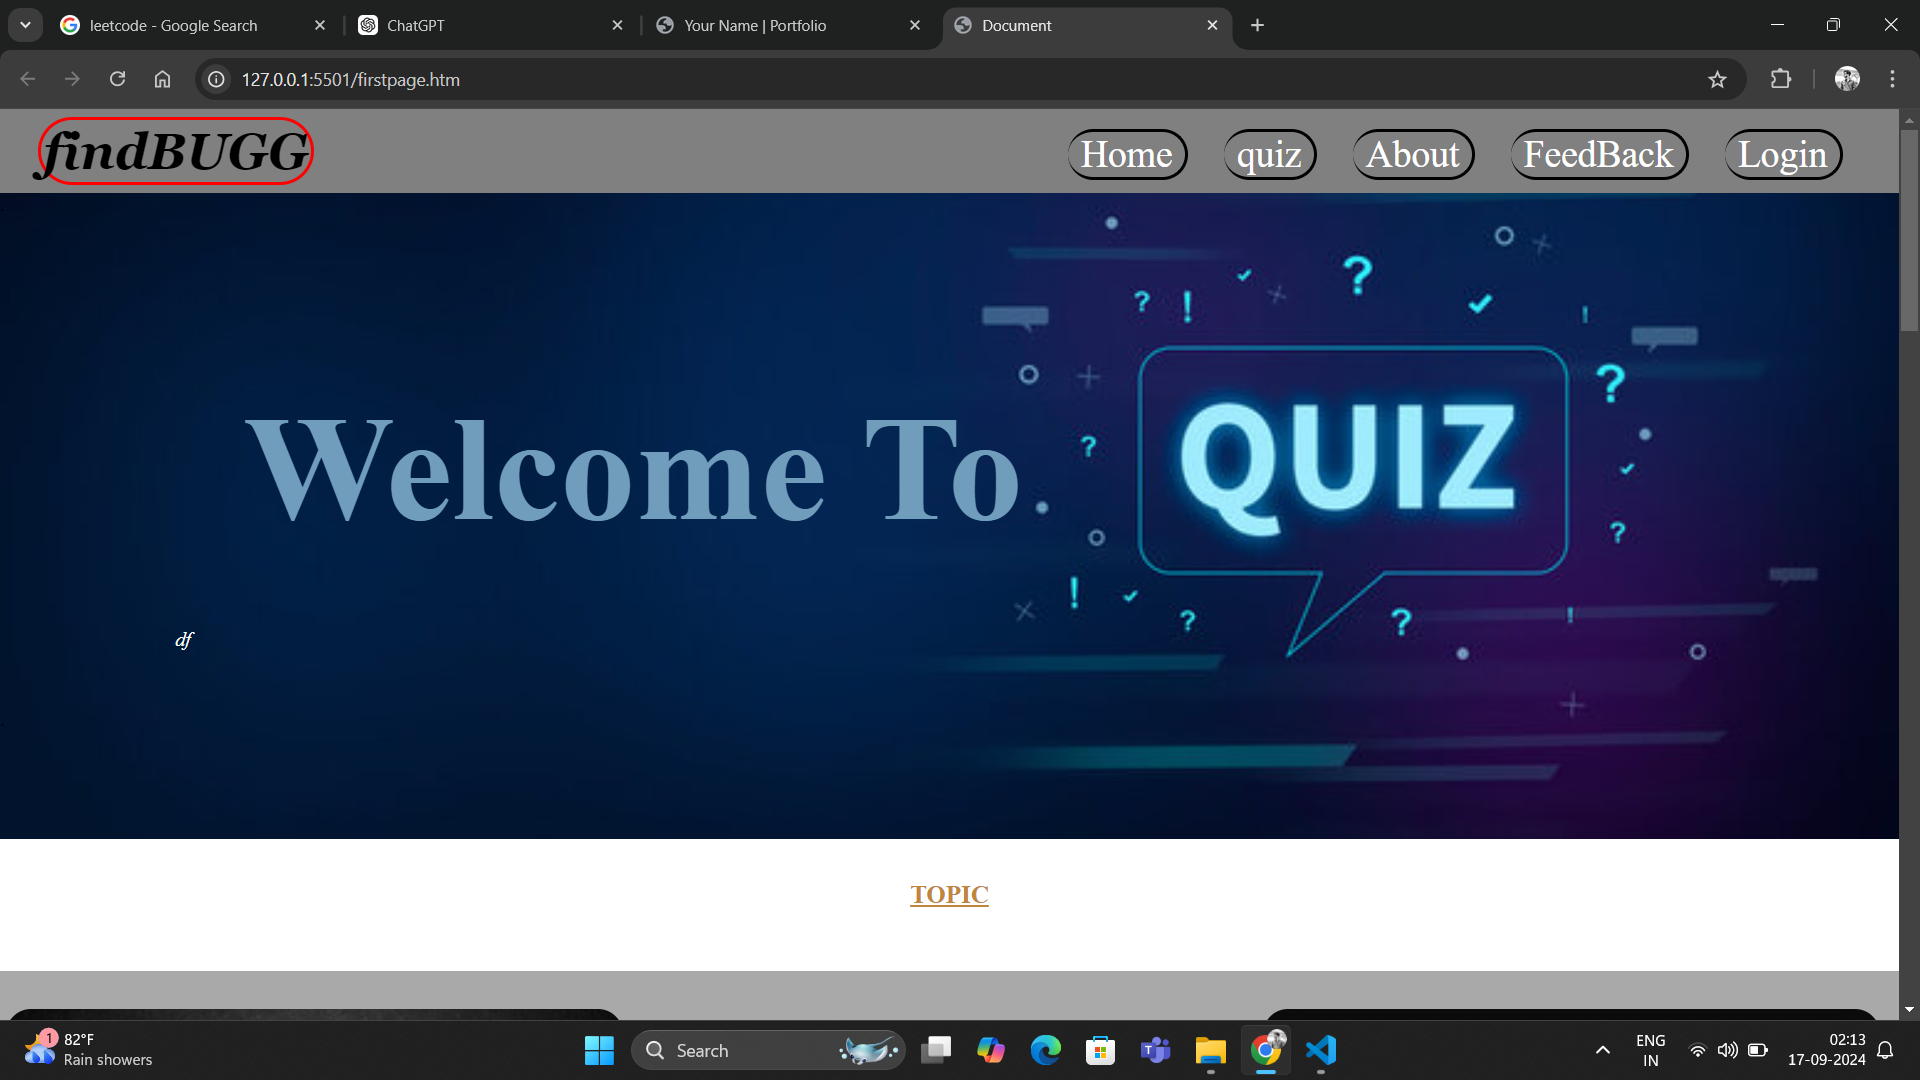 leetcode - Google Search
ChatGPT
Your Name | Portfolio
Document
127.0.0.1:5501/firstpage.htm
findBUGG
Home
quiz
About
FeedBack
Login
? ! ? !
?
Welcome To
QUIZ
?
?
! ? ? !
df
TOPIC
1
82°F
Rain showers
Search
ENG
IN
02:13
17-09-2024